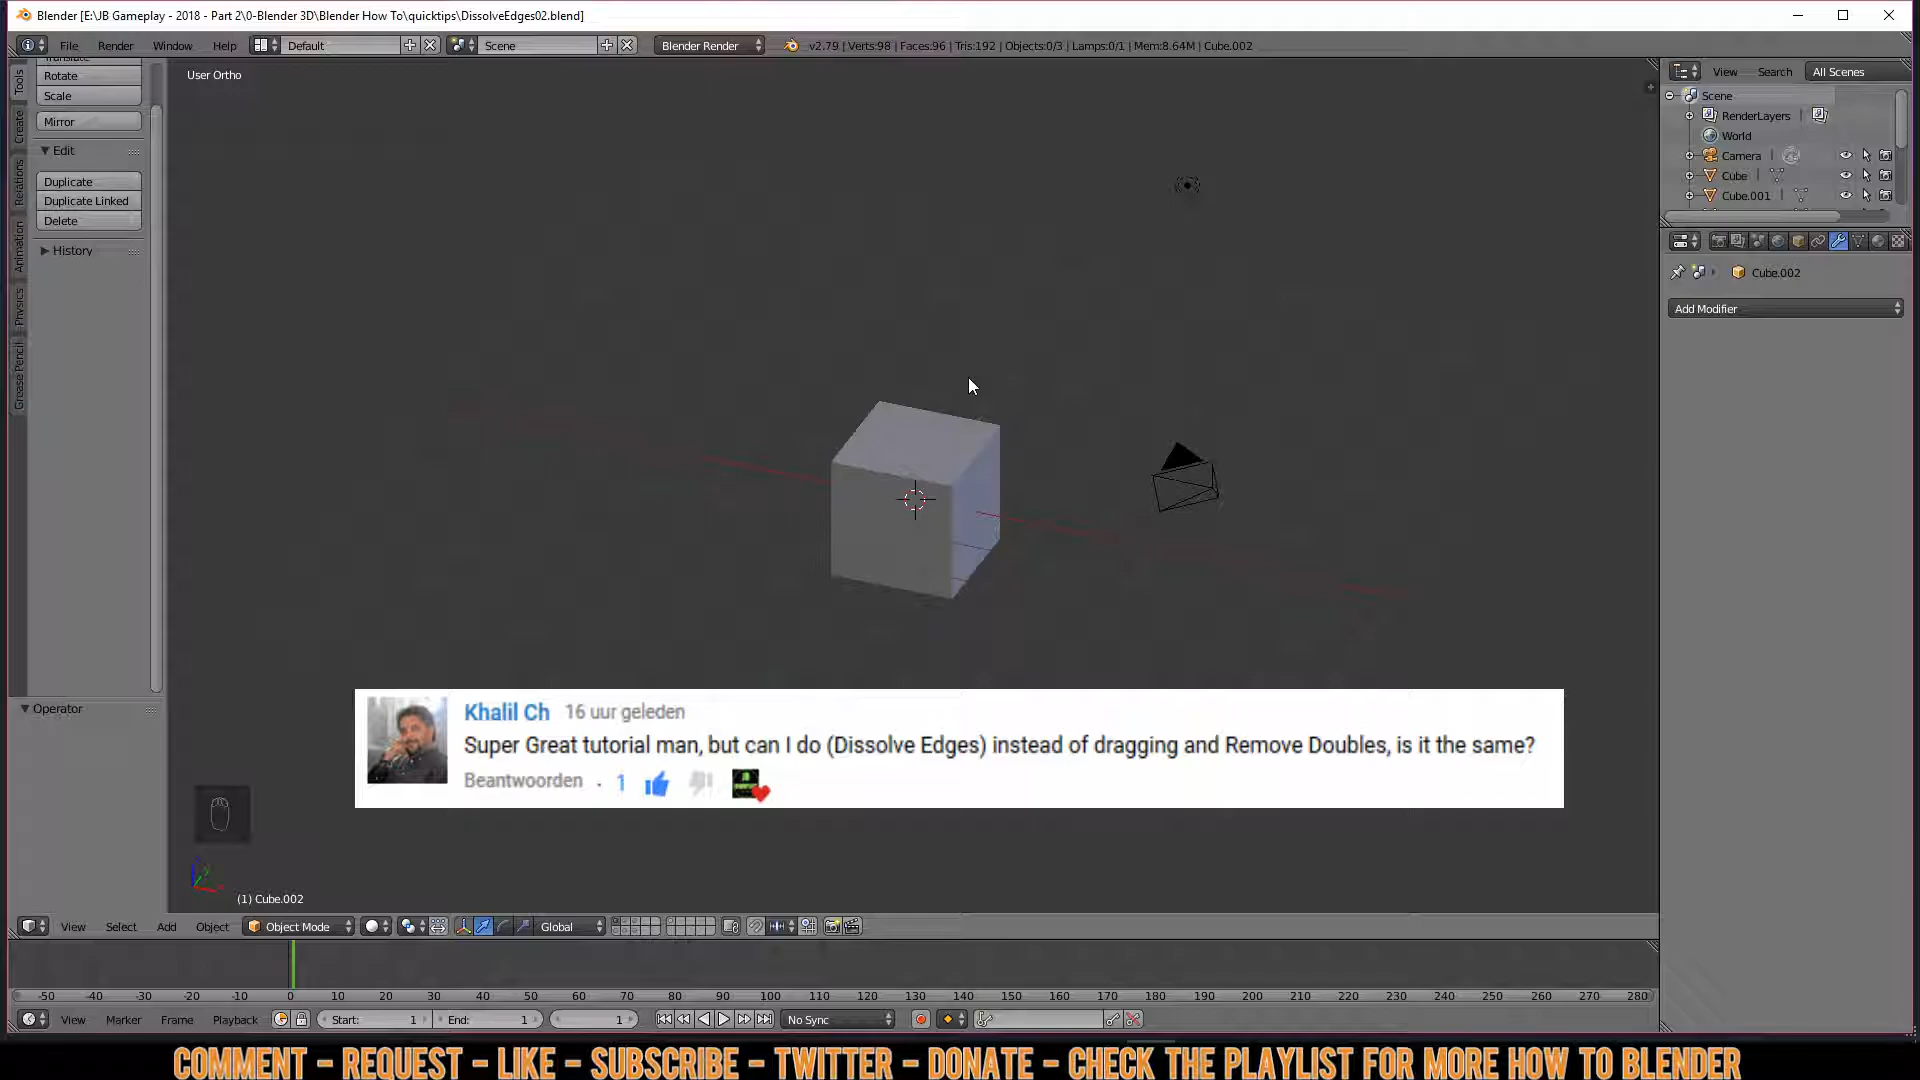 Blender [E:\JB Gameplay - 2018 - Part 2\0-Blender 3D\Blender How To\quicktips\DissolveEdges02.blend]
File Render Window Help Default Scene Blender Render v2.79 | Verts:98 | Faces:96 | Tris:192 | Objects:0/3 | Lamps:0/1 | Mem:8.64M | Cube.002
View Search All Scenes
User Ortho
Translate
Rotate
Scale
Mirror
Edit
Duplicate
Duplicate Linked
Delete
History
Tools
Create
Relations
Animation
Physics
Grease Pencil
Operator
Scene
RenderLayers
World
Camera
Cube
Cube.001
Cube.002
Add Modifier
Khalil Ch 16 uur geleden
Super Great tutorial man, but can I do (Dissolve Edges) instead of dragging and Remove Doubles, is it the same?
Beantwoorden · 1
(1) Cube.002
View Select Add Object Object Mode Global
-50 -40 -30 -20 -10 0 10 20 30 40 50 60 70 80 90 100 110 120 130 140 150 160 170 180 190 200 210 220 230 240 250 260 270 280
View Marker Frame Playback Start: 1 End: 1 1 No Sync
COMMENT - REQUEST - LIKE - SUBSCRIBE - TWITTER - DONATE - CHECK THE PLAYLIST FOR MORE HOW TO BLENDER